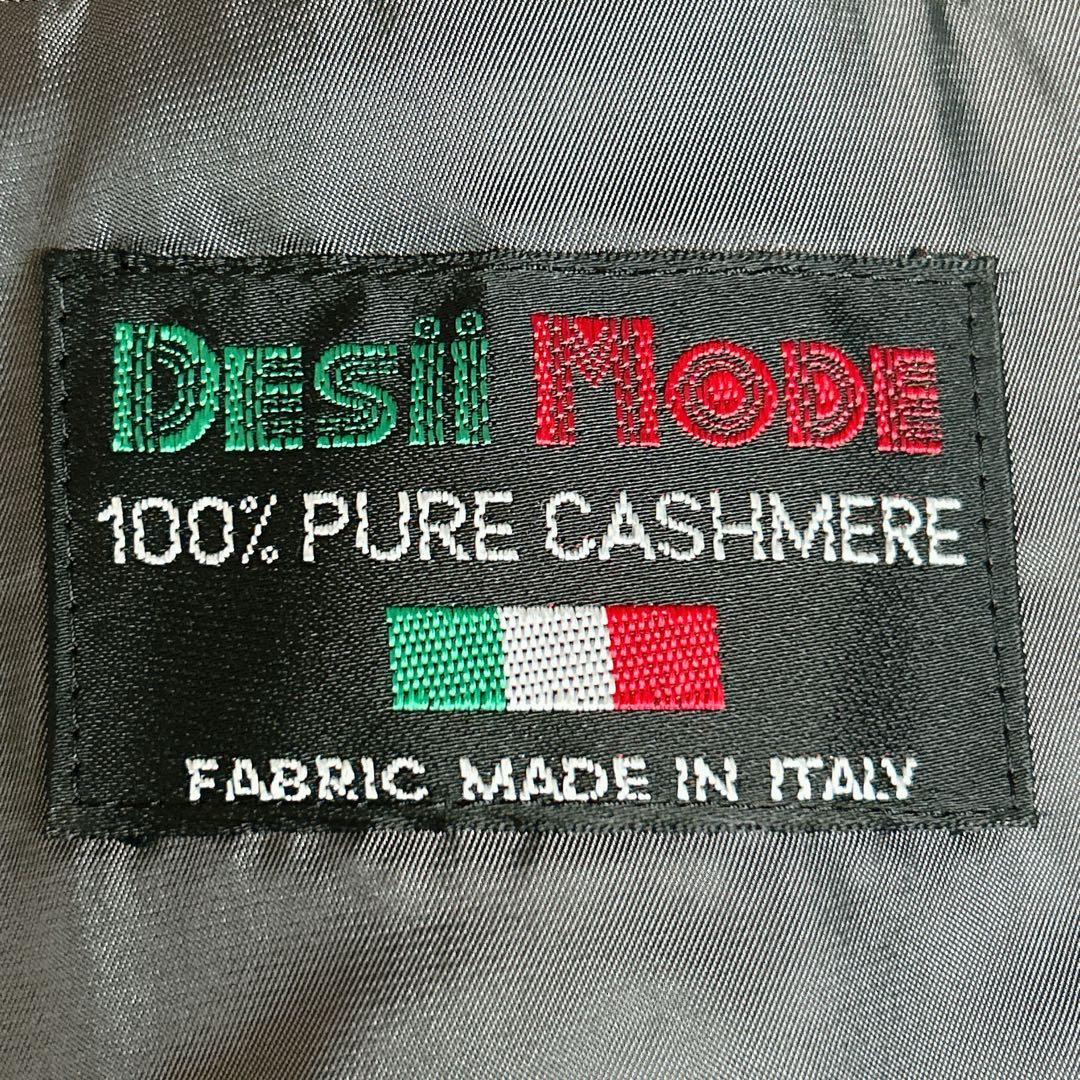 Desii Mode
100% PURE CASHMERE
FABRIC MADE IN ITALY